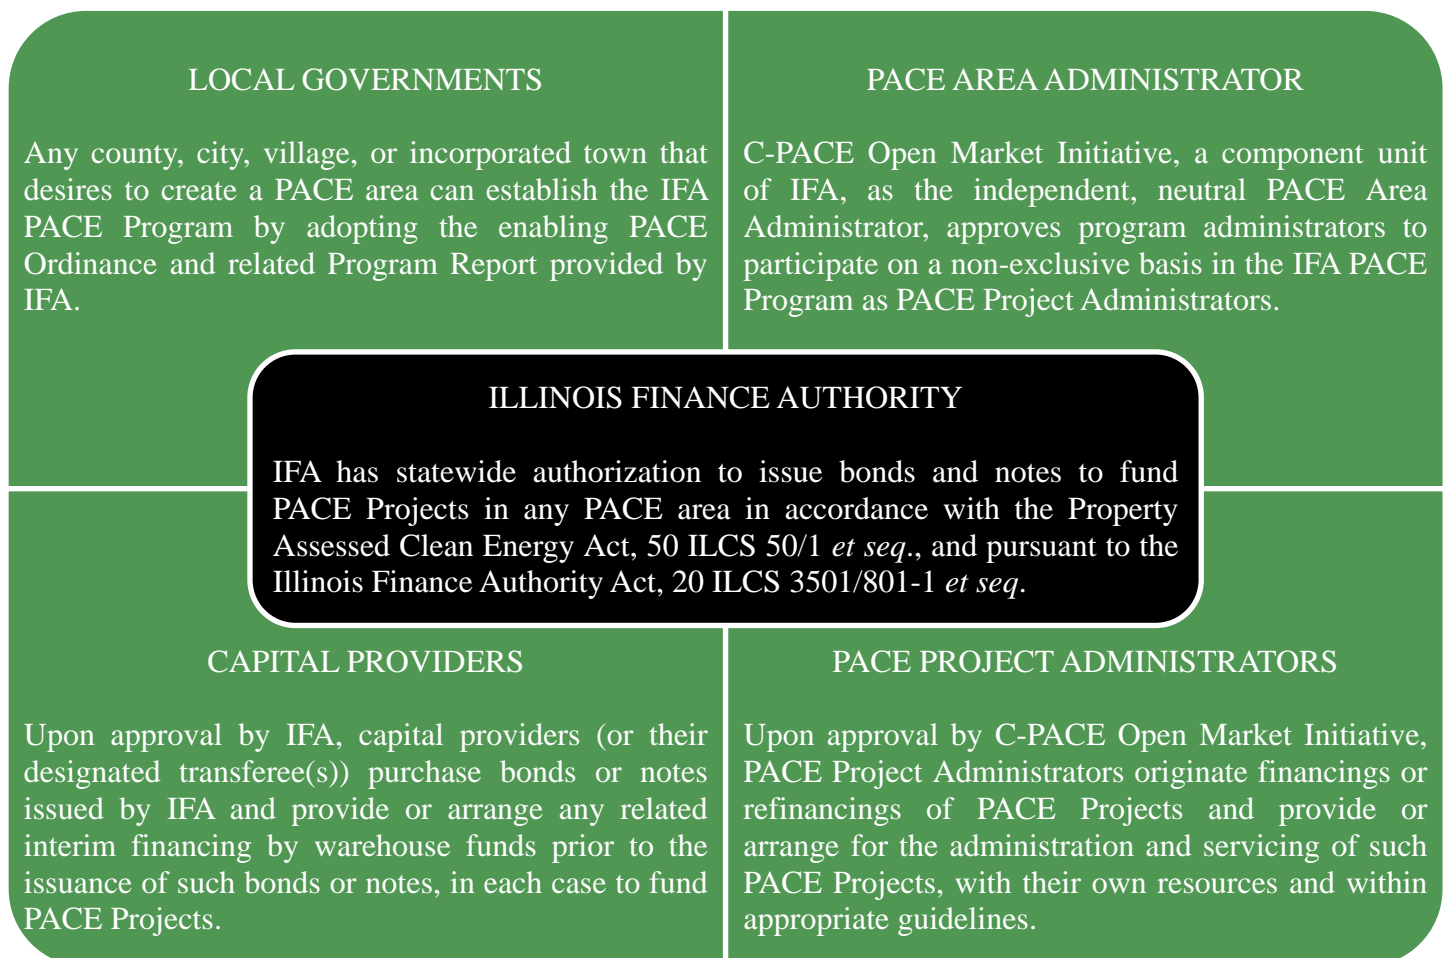 LOCAL GOVERNMENTS
Any county, city, village, or incorporated town that
desires to create a PACE area can establish the IFA
PACE Program by adopting the enabling PACE
Ordinance and related Program Report provided by
IFA.
PACE AREA ADMINISTRATOR
C-PACE Open Market Initiative, a component unit
of IFA, as the independent, neutral PACE Area
Administrator, approves program administrators to
participate on a non-exclusive basis in the IFA PACE
Program as PACE Project Administrators.
ILLINOIS FINANCE AUTHORITY
IFA has statewide authorization to issue bonds and notes to fund
PACE Projects in any PACE area in accordance with the Property
Assessed Clean Energy Act, 50 ILCS 50/1 et seq., and pursuant to the
Illinois Finance Authority Act, 20 ILCS 3501/801-1 et seq.
CAPITAL PROVIDERS
Upon approval by IFA, capital providers (or their
designated transferee(s)) purchase bonds or notes
issued by IFA and provide or arrange any related
interim financing by warehouse funds prior to the
issuance of such bonds or notes, in each case to fund
PACE Projects.
PACE PROJECT ADMINISTRATORS
Upon approval by C-PACE Open Market Initiative,
PACE Project Administrators originate financings or
refinancings of PACE Projects and provide or
arrange for the administration and servicing of such
PACE Projects, with their own resources and within
appropriate guidelines.